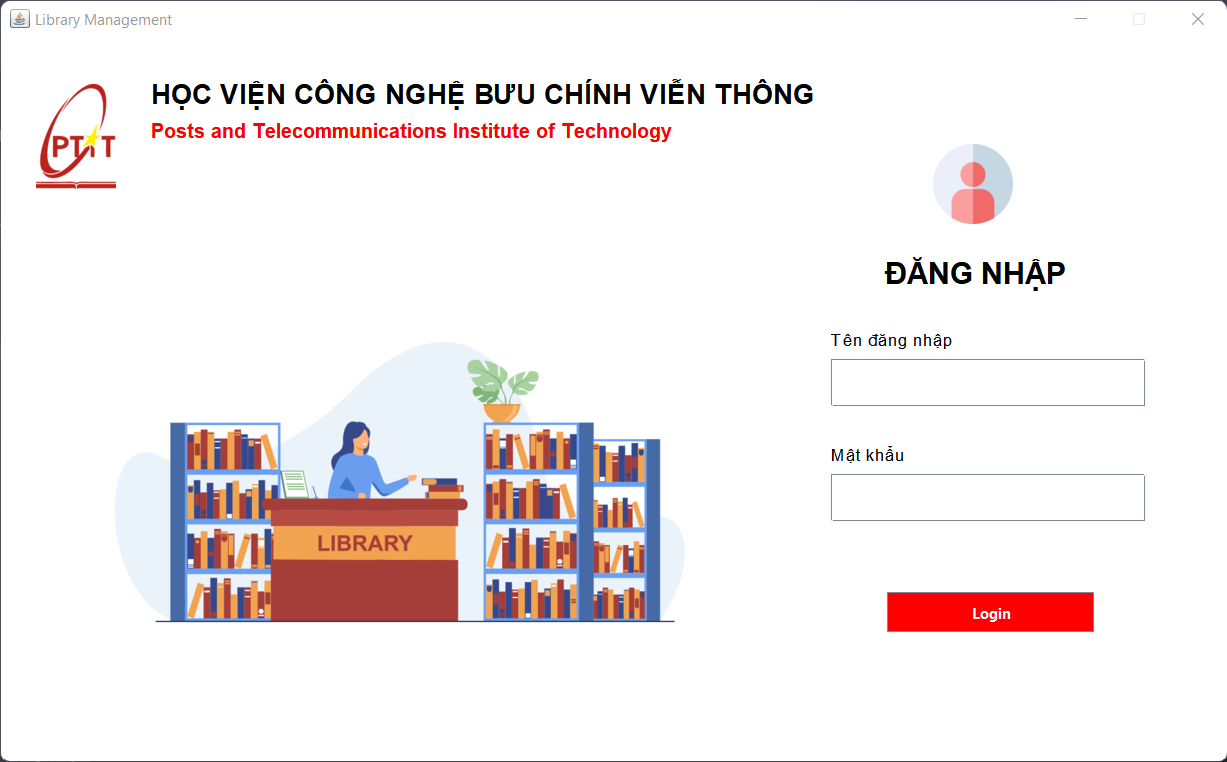 Library Management
HỌC VIỆN CÔNG NGHỆ BƯU CHÍNH VIỄN THÔNG
Posts and Telecommunications Institute of Technology
PTIT
ĐĂNG NHẬP
Tên đăng nhập
Mật khẩu
LIBRARY
Login